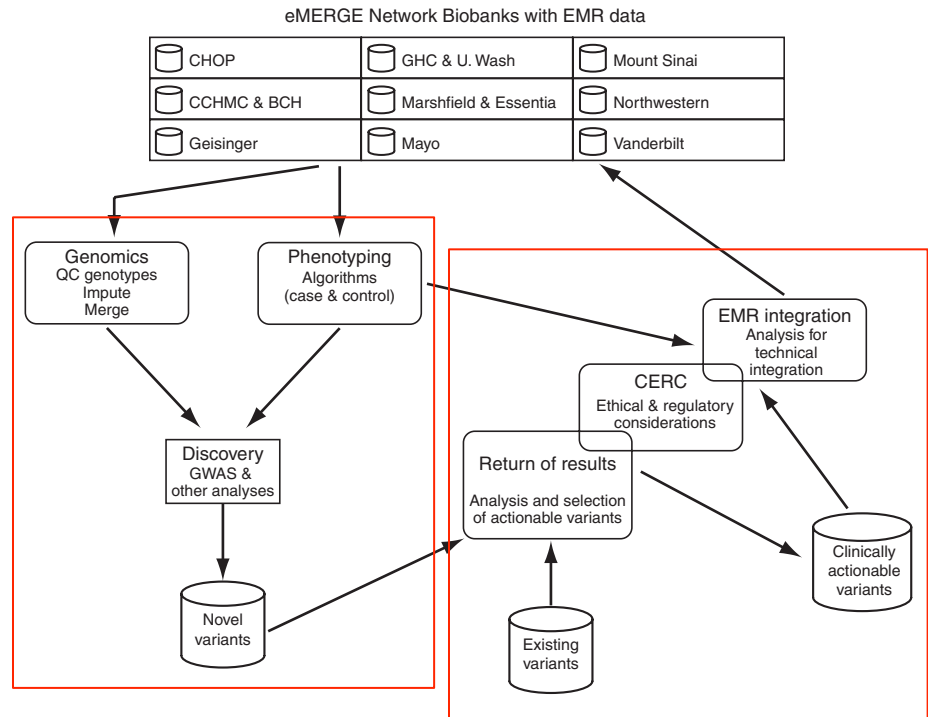 eMERGE Network Biobanks with EMR data
CHOP
GHC & U. Wash
Mount Sinai
CCHMC & BCH
Marshfield & Essentia
Northwestern
Geisinger
Mayo
Vanderbilt
Genomics
QC genotypes
Impute
Merge
Phenotyping
Algorithms
(case & control)
EMR integration
Analysis for
technical
integration
CERC
Ethical & regulatory
considerations
Discovery
GWAS &
other analyses
Return of results
Analysis and selection
of actionable variants
Clinically
actionable
variants
Novel
variants
Existing
variants